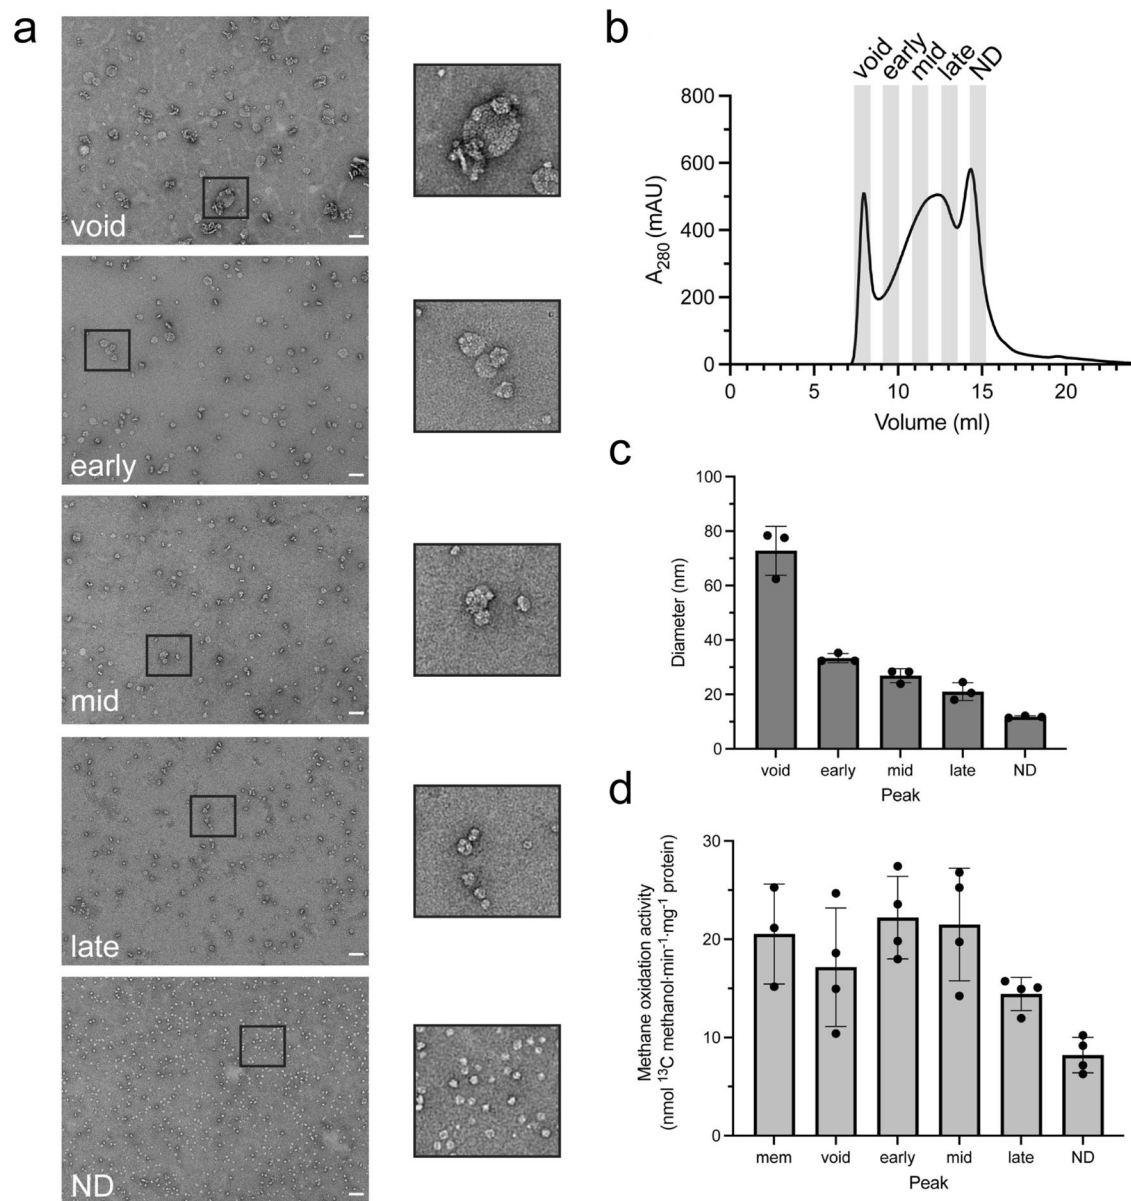 a
void
early
mid
late
ND
b
void
early
mid
late
ND
800
600
400
200
0
A280 (mAU)
0 5 10 15 20
Volume (ml)
c
100
80
60
40
20
0
Diameter (nm)
void early mid late ND
Peak
d
30
20
10
0
Methane oxidation activity
(nmol 13C methanol·min-1·mg-1 protein)
mem void early mid late ND
Peak